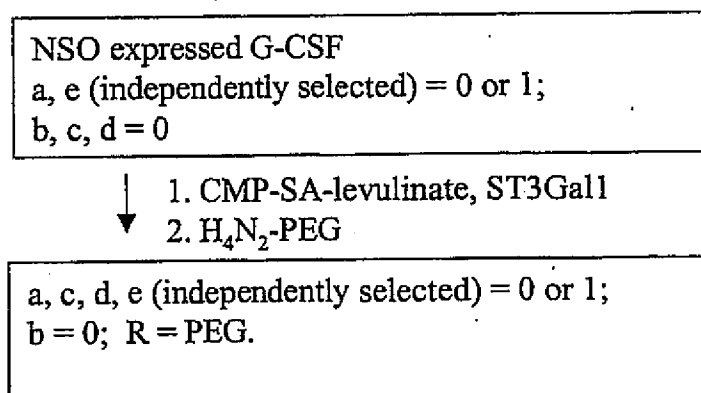 NSO expressed G-CSF
a, e (independently selected) = 0 or 1;
b, c, d = 0
1. CMP-SA-levulinate, ST3Gal1
2. H₄N₂-PEG
a, c, d, e (independently selected) = 0 or 1;
b = 0; R = PEG.